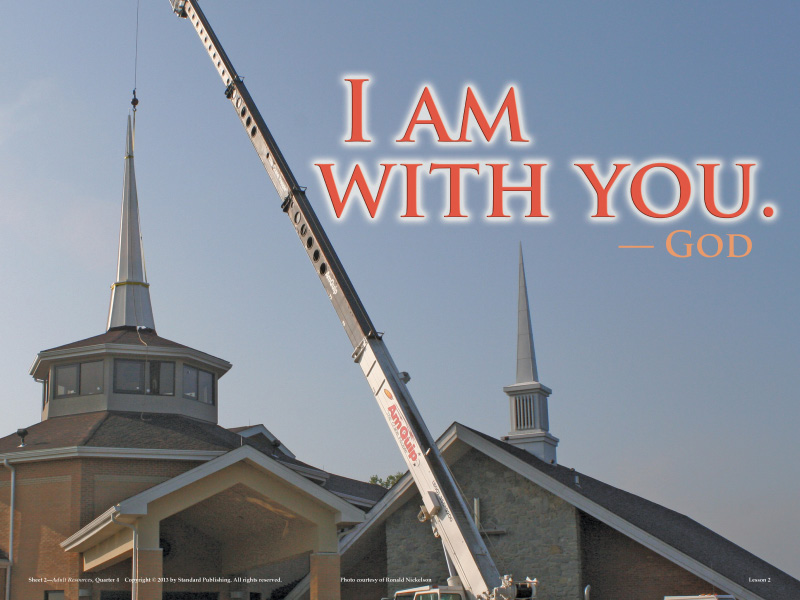 I AM
WITH YOU.
— GOD
AmQuip
Sheet 2—Adult Resources, Quarter 1 Copyright © 2013 by Standard Publishing. All rights reserved.
Photo courtesy of Ronald Nickelson
Lesson 2